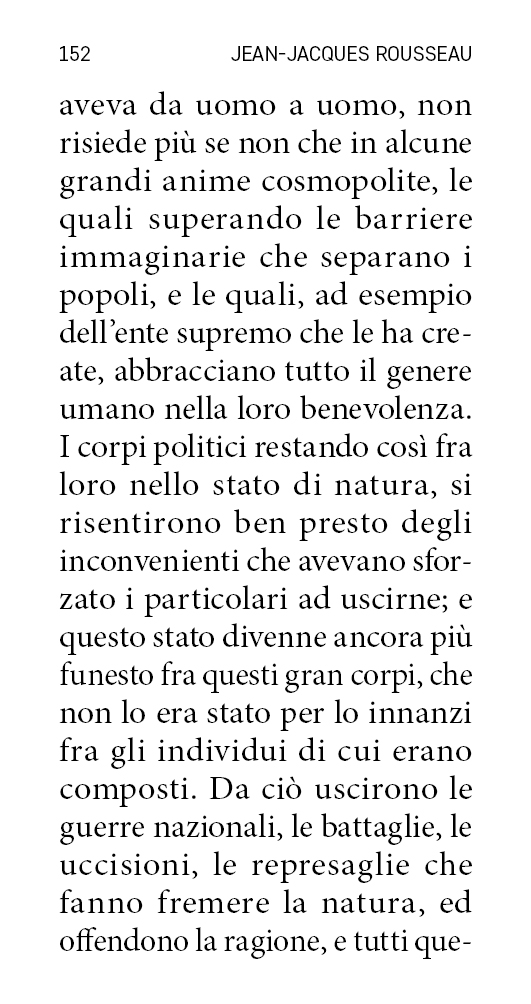 152 JEAN-JACQUES ROUSSEAU
aveva da uomo a uomo, non
risiede più se non che in alcune
grandi anime cosmopolite, le
quali superando le barriere
immaginarie che separano i
popoli, e le quali, ad esempio
dell’ente supremo che le ha cre-
ate, abbracciano tutto il genere
umano nella loro benevolenza.
I corpi politici restando così fra
loro nello stato di natura, si
risentirono ben presto degli
inconvenienti che avevano sfor-
zato i particolari ad uscirne; e
questo stato divenne ancora più
funesto fra questi gran corpi, che
non lo era stato per lo innanzi
fra gli individui di cui erano
composti. Da ciò uscirono le
guerre nazionali, le battaglie, le
uccisioni, le represaglie che
fanno fremere la natura, ed
offendono la ragione, e tutti que-